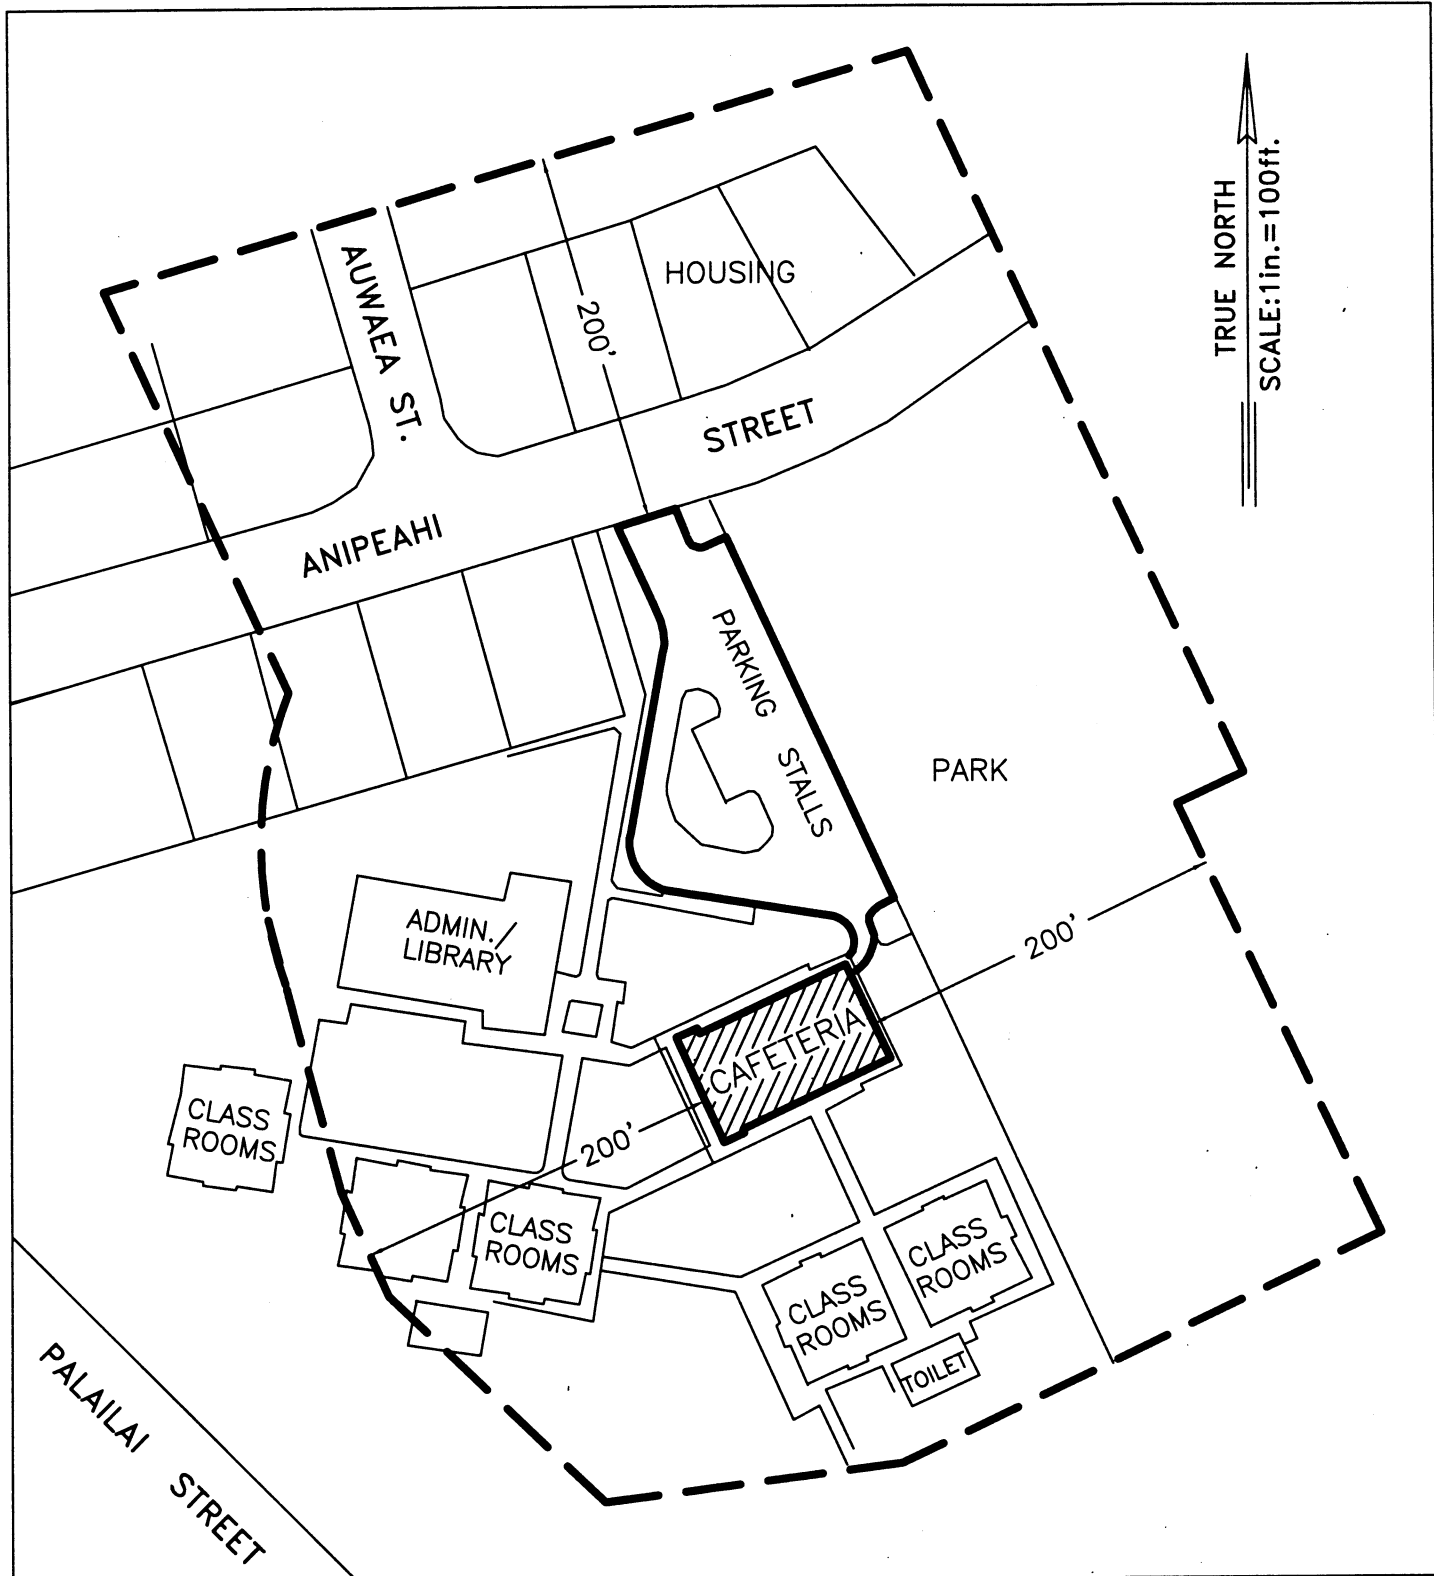 TRUE NORTH
SCALE:1in.=100ft.
HOUSING
AUWAEA ST.
200'
STREET
ANIPEAHI
PARKING STALLS
PARK
ADMIN./
LIBRARY
200'
CAFETERIA
CLASS
ROOMS
200'
CLASS
ROOMS
CLASS
ROOMS
CLASS
ROOMS
TOILET
PALAILAI STREET